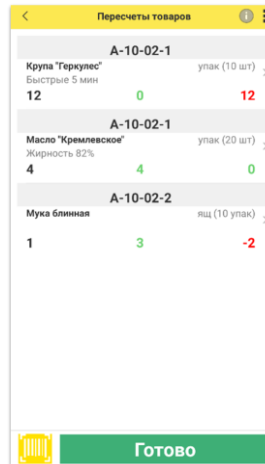 Пересчеты товаров
A-10-02-1
Крупа "Геркулес" упак (10 шт)
Быстрые 5 мин
12 0 12
A-10-02-1
Масло "Кремлевское" упак (20 шт)
Жирность 82%
4 4 0
A-10-02-2
Мука блинная ящ (10 упак)
1 3 -2
Готово